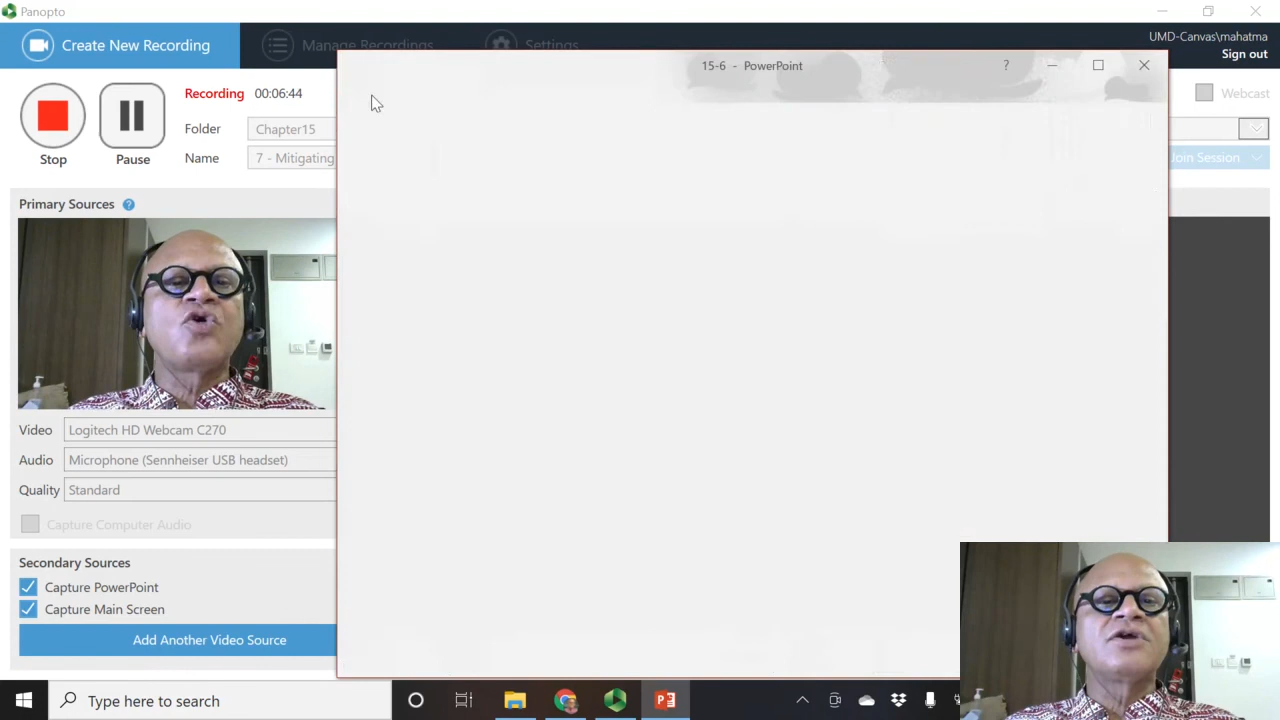 Panopto
Create New Recording
Manage Recordings
Settings
UMD-Canvas\mahatma
Sign out
15-6 - PowerPoint
?
Recording 00:06:44
Webcast
Folder Chapter15
Name 7 - Mitigating
Join Session
Stop
Pause
Primary Sources ?
Video Logitech HD Webcam C270
Audio Microphone (Sennheiser USB headset)
Quality Standard
Capture Computer Audio
Secondary Sources
Capture PowerPoint
Capture Main Screen
Add Another Video Source
Type here to search